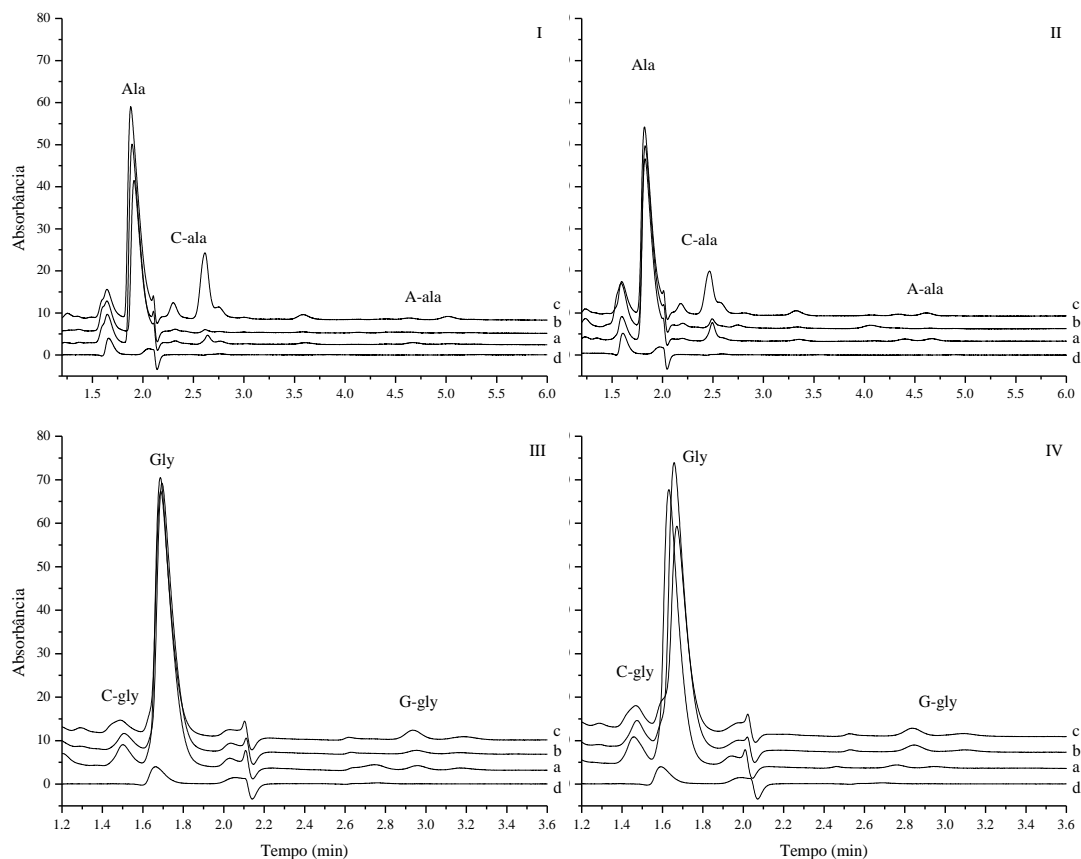 80
70
60
50
40
30
20
10
0
Absorbância
I
Ala
C-ala
A-ala
c
b
a
d
1.5 2.0 2.5 3.0 3.5 4.0 4.5 5.0 5.5 6.0
II
Ala
C-ala
A-ala
c
b
a
d
1.5 2.0 2.5 3.0 3.5 4.0 4.5 5.0 5.5 6.0
80
70
60
50
40
30
20
10
0
Absorbância
III
Gly
C-gly
G-gly
c
b
a
d
1.2 1.4 1.6 1.8 2.0 2.2 2.4 2.6 2.8 3.0 3.2 3.4 3.6
Tempo (min)
IV
Gly
C-gly
G-gly
c
b
a
d
1.2 1.4 1.6 1.8 2.0 2.2 2.4 2.6 2.8 3.0 3.2 3.4 3.6
Tempo (min)